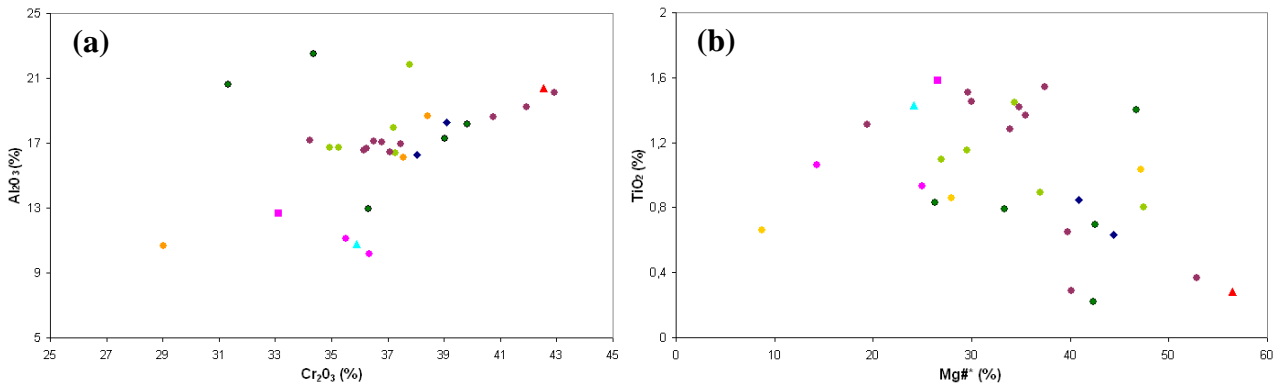 (a)
25
21
17
13
9
5
Al₂O₃ (%)
25 27 29 31 33 35 37 39 41 43 45
Cr₂O₃ (%)
(b)
2
1,6
1,2
0,8
0,4
0
TiO₂ (%)
0 10 20 30 40 50 60
Mg#* (%)